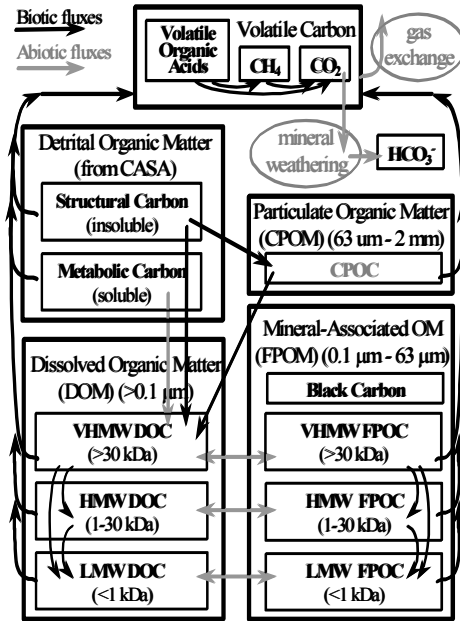 Biotic fluxes
Abiotic fluxes
Volatile Carbon
Volatile
Organic
Acids
CH4
CO2
gas
exchange
mineral
weathering
HCO3-
Detrital Organic Matter
(from CASA)
Structural Carbon
(insoluble)
Metabolic Carbon
(soluble)
Particulate Organic Matter
(CPOM) (63 um - 2 mm)
CPOC
Dissolved Organic Matter
(DOM) (>0.1 μm)
VHMW DOC
(>30 kDa)
HMW DOC
(1-30 kDa)
LMW DOC
(<1 kDa)
Mineral-Associated OM
(FPOM) (0.1 μm - 63 μm)
Black Carbon
VHMW FPOC
(>30 kDa)
HMW FPOC
(1-30 kDa)
LMW FPOC
(<1 kDa)